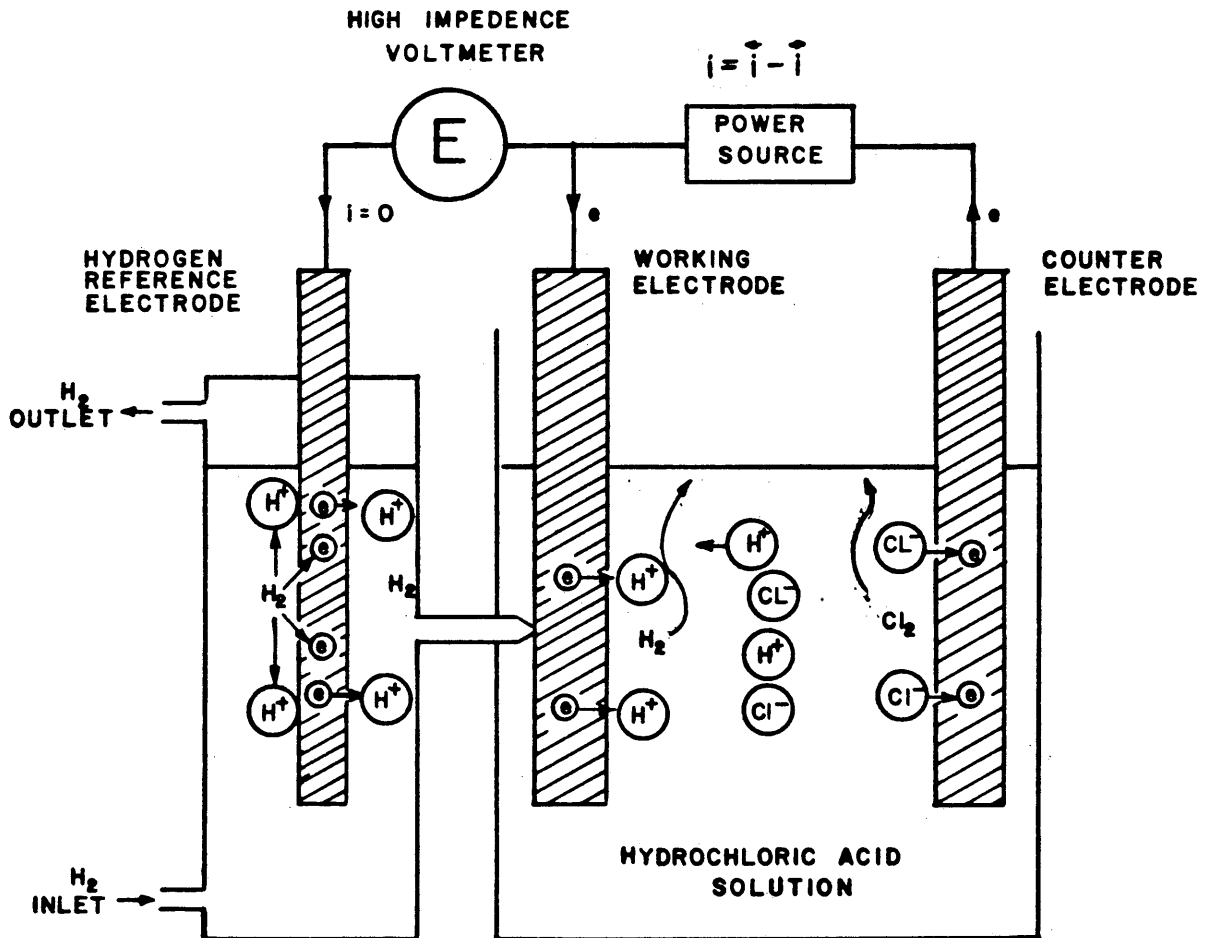 HIGH IMPEDENCE
VOLTMETER
i = i - i
E
POWER
SOURCE
i = 0
e
e
HYDROGEN
REFERENCE
ELECTRODE
WORKING
ELECTRODE
COUNTER
ELECTRODE
H₂
OUTLET
H⁺
e
H⁺
e
H₂
e
H⁺
e
H⁺
H₂
e
H⁺
H₂
e
H⁺
H⁺
CL⁻
H⁺
Cl⁻
CL⁻
e
Cl₂
Cl⁻
e
H₂
INLET
HYDROCHLORIC ACID
SOLUTION